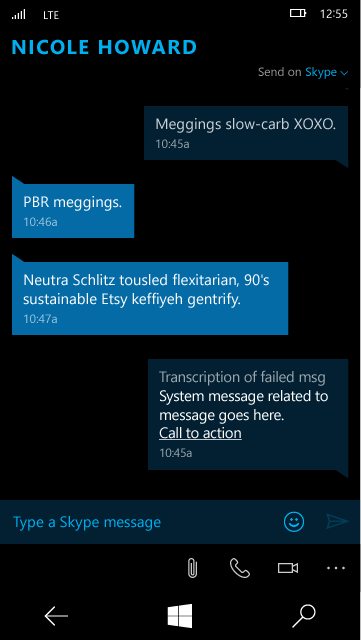 LTE 12:55
NICOLE HOWARD
Send on Skype
Meggings slow-carb XOXO.
10:45a
PBR meggings.
10:46a
Neutra Schlitz tousled flexitarian, 90's
sustainable Etsy keffiyeh gentrify.
10:47a
Transcription of failed msg
System message related to
message goes here.
Call to action
10:45a
Type a Skype message